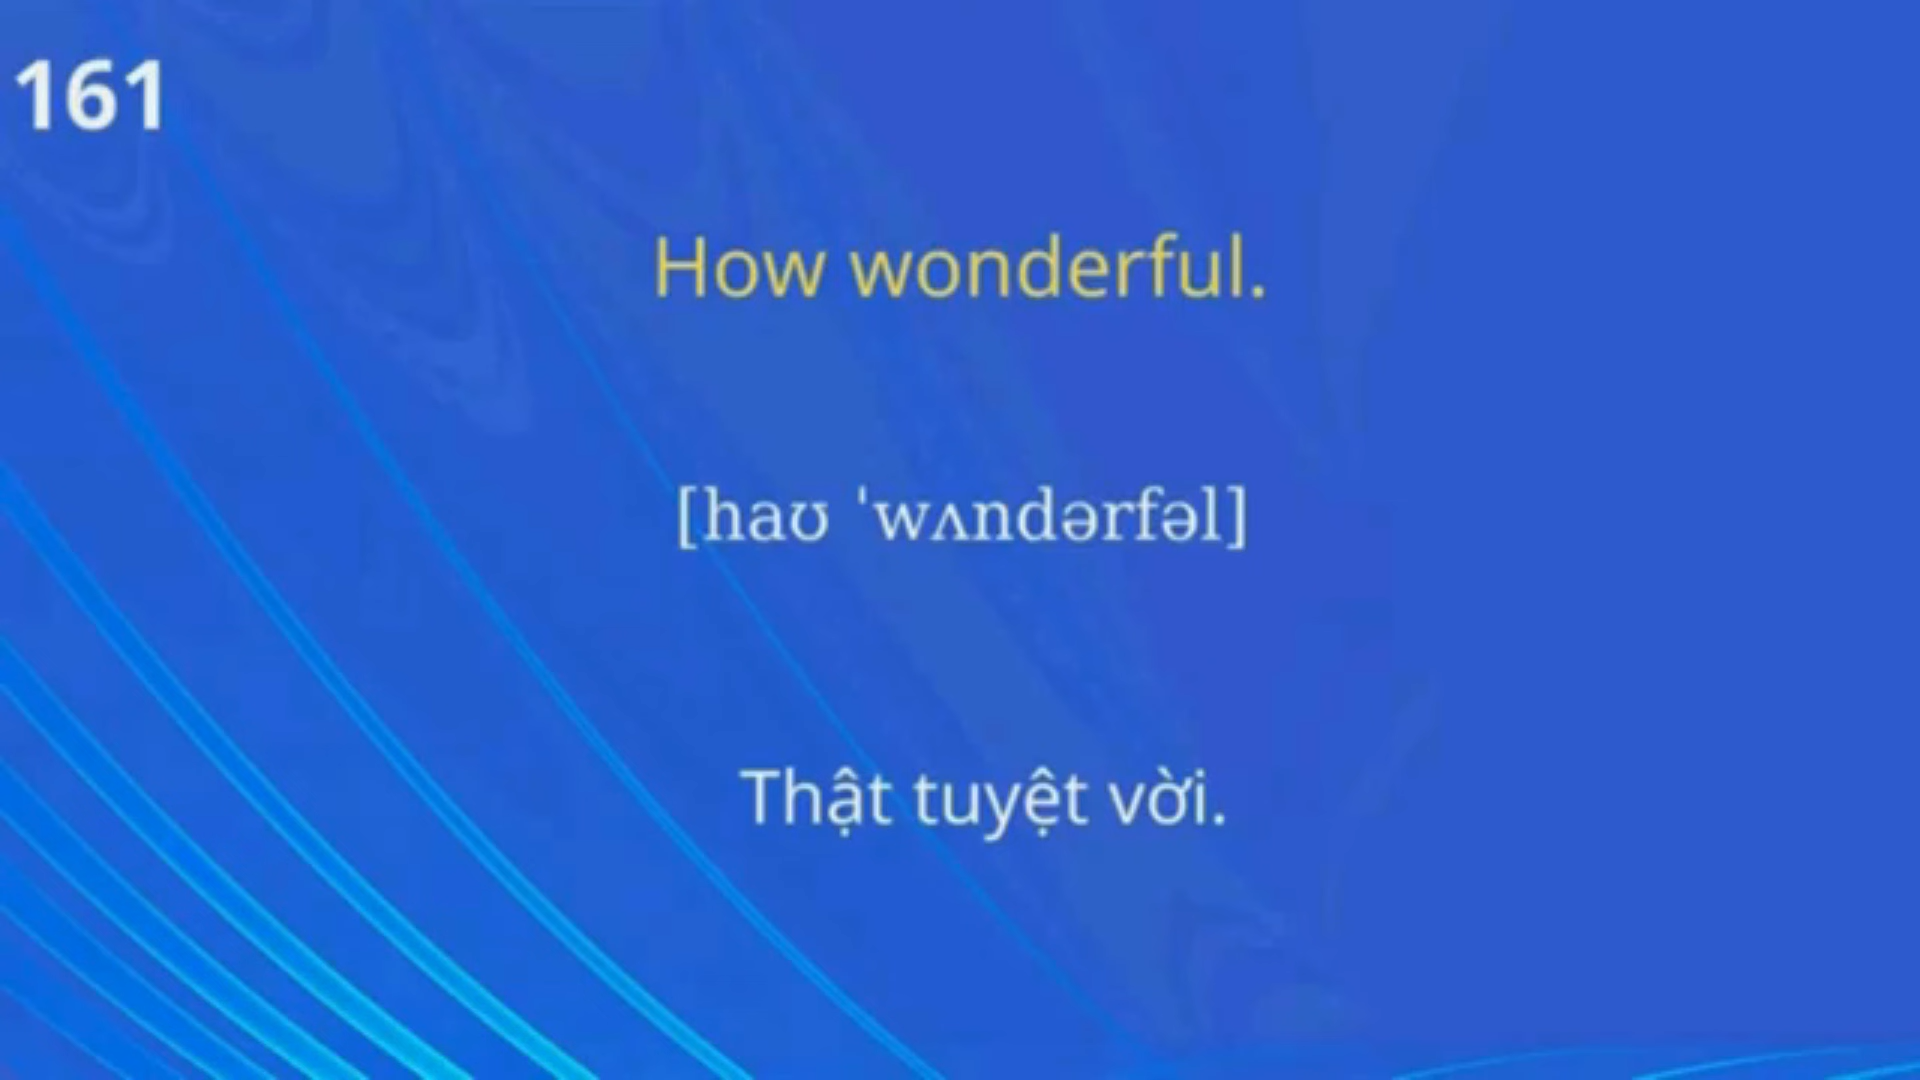 161
How wonderful.
[haʊ ˈwʌndərfəl]
Thật tuyệt vời.